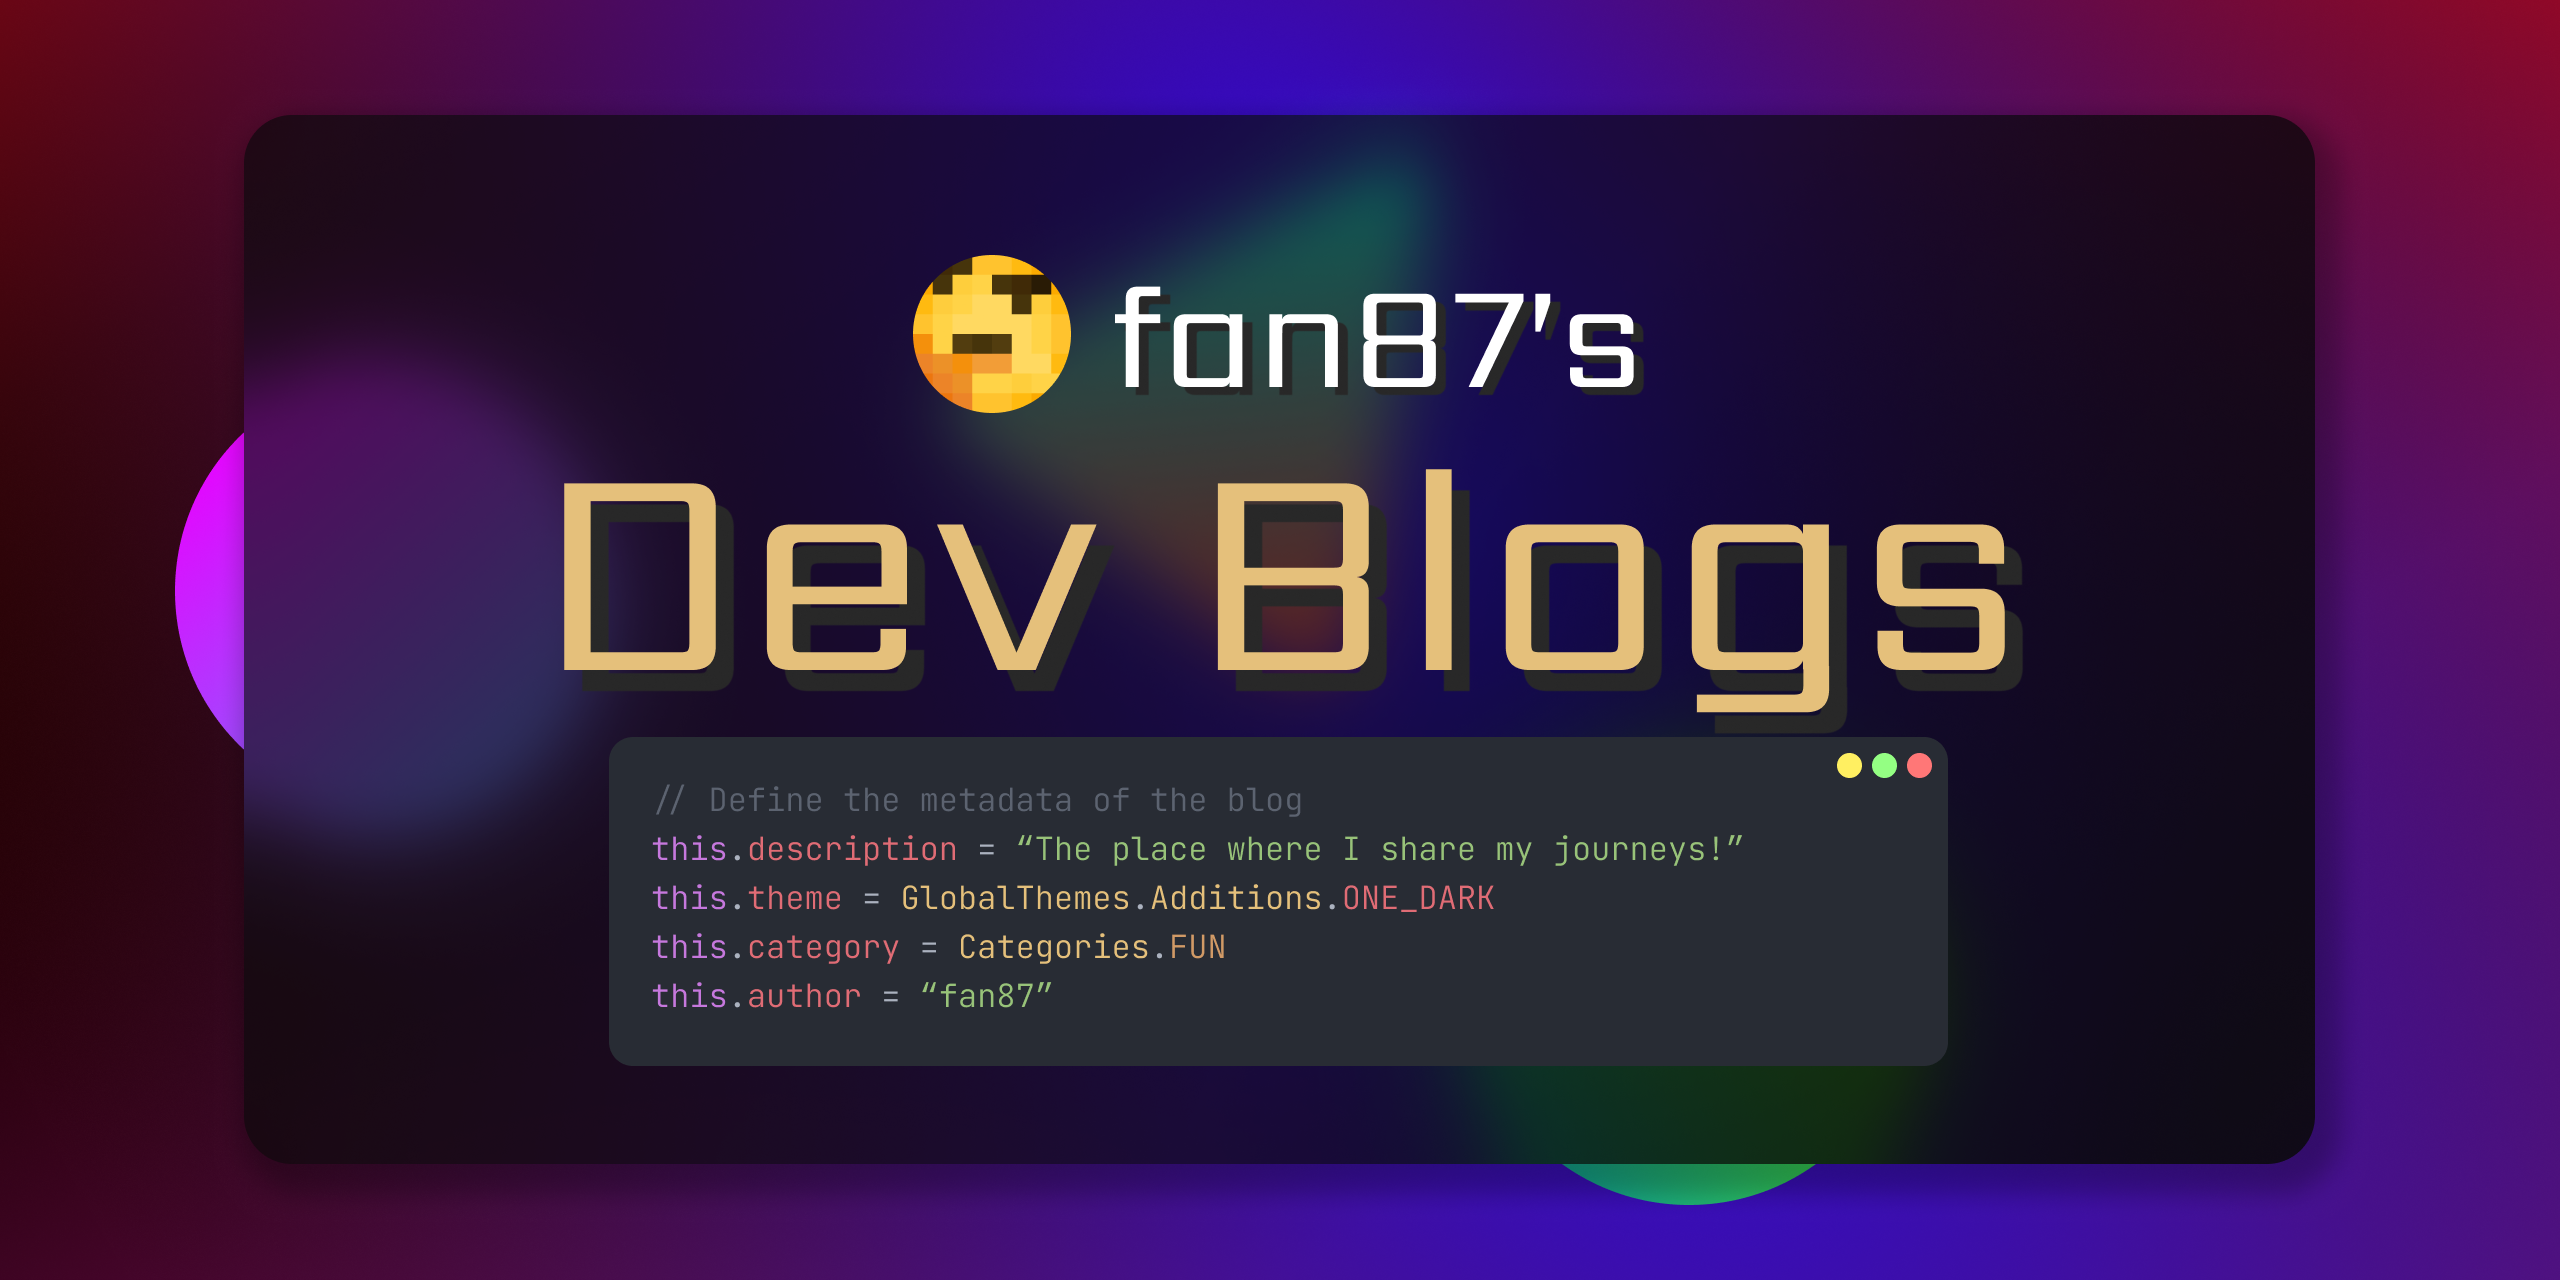 fan87's
Dev Blogs
// Define the metadata of the blog
this.description = “The place where I share my journeys!”
this.theme = GlobalThemes.Additions.ONE_DARK
this.category = Categories.FUN
this.author = “fan87”